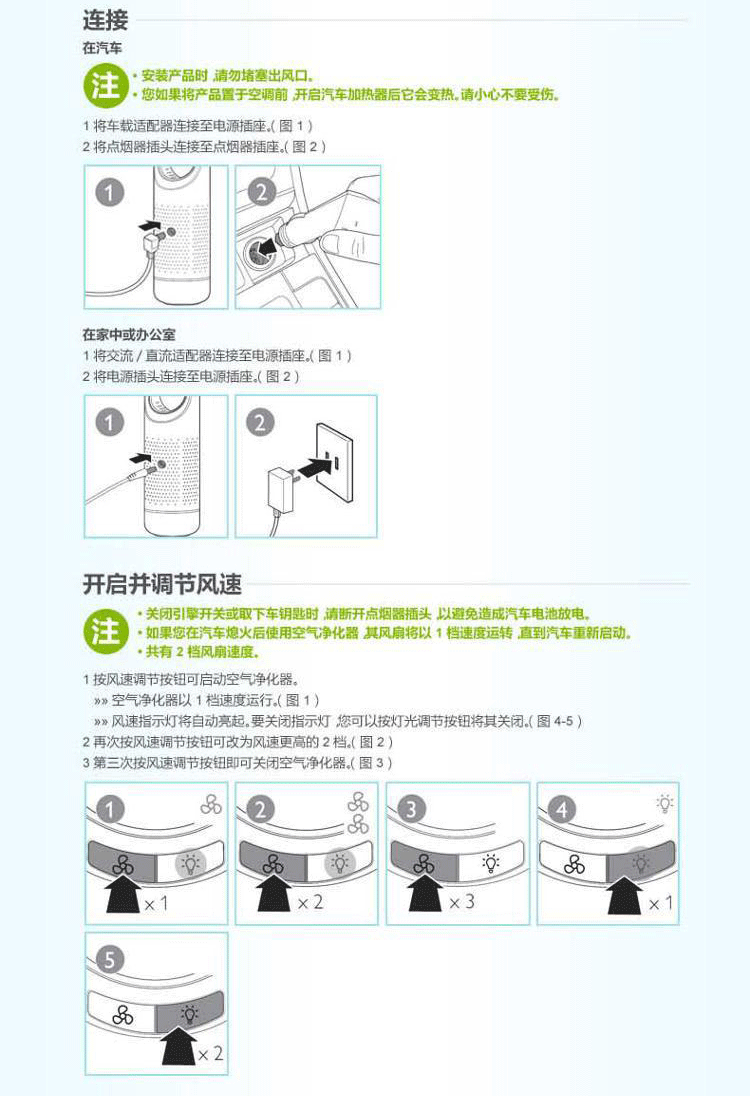 连接
在汽车
注
• 安装产品时 ,请勿堵塞出风口。
• 您如果将产品置于空调前 ,开启汽车加热器后它会变热。请小心不要受伤。
1 将车载适配器连接至电源插座。( 图 1 )
2 将点烟器插头连接至点烟器插座。( 图 2 )
1
2
在家中或办公室
1 将交流 / 直流适配器连接至电源插座。( 图 1 )
2 将电源插头连接至电源插座。( 图 2 )
1
2
开启并调节风速
注
• 关闭引擎开关或取下车钥匙时 ,请断开点烟器插头 ,以避免造成汽车电池放电。
• 如果您在汽车熄火后使用空气净化器 ,其风扇将以 1 档速度运转 ,直到汽车重新启动。
• 共有 2 档风扇速度。
1 按风速调节按钮可启动空气净化器。
»» 空气净化器以 1 档速度运行。( 图 1 )
»» 风速指示灯将自动亮起。要关闭指示灯 ,您可以按灯光调节按钮将其关闭。( 图 4-5 )
2 再次按风速调节按钮可改为风速更高的 2 档。( 图 2 )
3 第三次按风速调节按钮即可关闭空气净化器。( 图 3 )
1
x 1
2
x 2
3
x 3
4
x 1
5
x 2